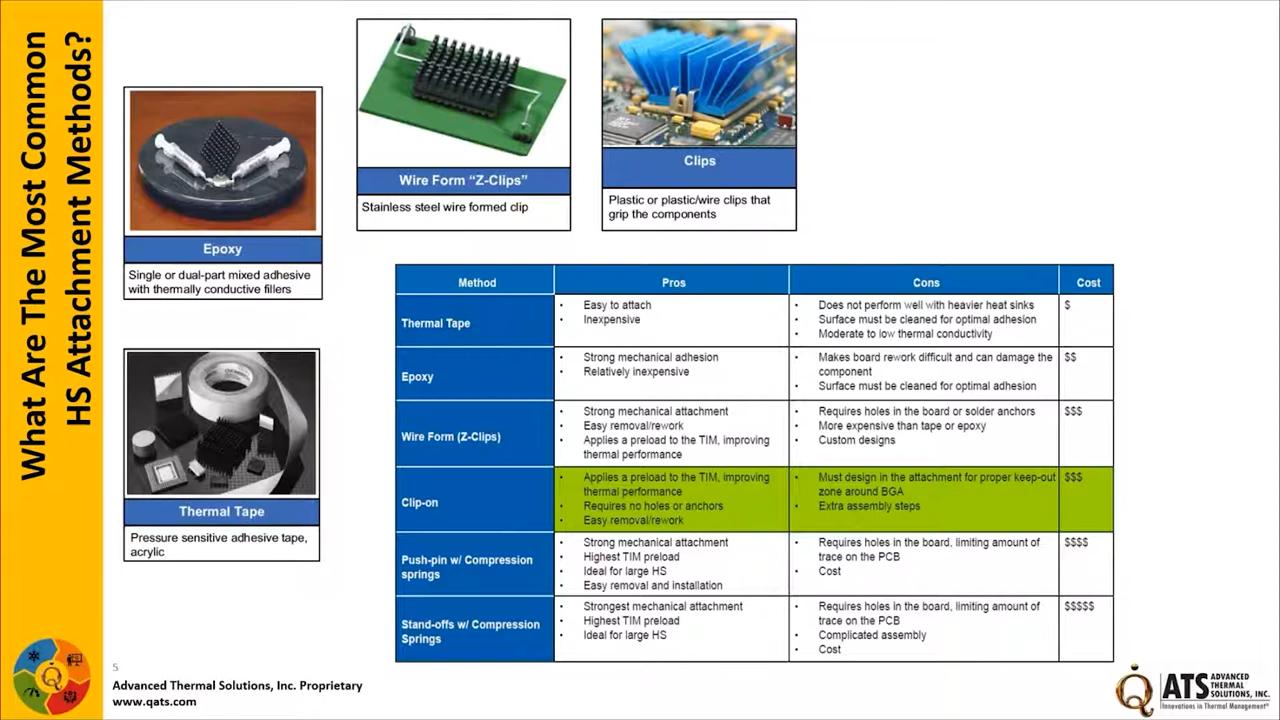 What Are The Most Common
HS Attachment Methods?
Epoxy
Single or dual-part mixed adhesive
with thermally conductive fillers
Wire Form “Z-Clips”
Stainless steel wire formed clip
Clips
Plastic or plastic/wire clips that
grip the components
Thermal Tape
Pressure sensitive adhesive tape,
acrylic
Method Pros Cons Cost
Thermal Tape
• Easy to attach
• Inexpensive
• Does not perform well with heavier heat sinks
• Surface must be cleaned for optimal adhesion
• Moderate to low thermal conductivity
$
Epoxy
• Strong mechanical adhesion
• Relatively inexpensive
• Makes board rework difficult and can damage the
component
• Surface must be cleaned for optimal adhesion
$$
Wire Form (Z-Clips)
• Strong mechanical attachment
• Easy removal/rework
• Applies a preload to the TIM, improving
thermal performance
• Requires holes in the board or solder anchors
• More expensive than tape or epoxy
• Custom designs
$$$
Clip-on
• Applies a preload to the TIM, improving
thermal performance
• Requires no holes or anchors
• Easy removal/rework
• Must design in the attachment for proper keep-out
zone around BGA
• Extra assembly steps
$$$
Push-pin w/ Compression
springs
• Strong mechanical attachment
• Highest TIM preload
• Ideal for large HS
• Easy removal and installation
• Requires holes in the board, limiting amount of
trace on the PCB
• Cost
$$$$
Stand-offs w/ Compression
Springs
• Strongest mechanical attachment
• Highest TIM preload
• Ideal for large HS
• Requires holes in the board, limiting amount of
trace on the PCB
• Complicated assembly
• Cost
$$$$$
5
Advanced Thermal Solutions, Inc. Proprietary
www.qats.com
Q
ATS
ADVANCED
THERMAL
SOLUTIONS, INC.
Innovations in Thermal Management®